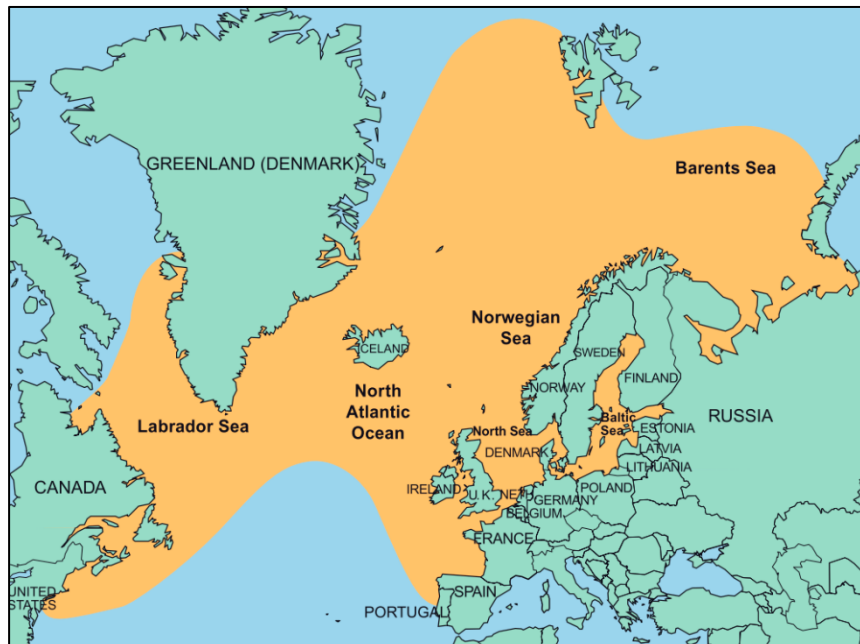 GREENLAND (DENMARK)
Barents Sea
Norwegian
Sea
ICELAND
SWEDEN
NORWAY
FINLAND
North
Atlantic
Ocean
Labrador Sea
North Sea
Baltic
Sea
RUSSIA
ESTONIA
DENMARK
LATVIA
LITHUANIA
CANADA
IRELAND
U.K.
NETH
POLAND
GERMANY
BELGIUM
FRANCE
UNITED
STATES
SPAIN
PORTUGAL